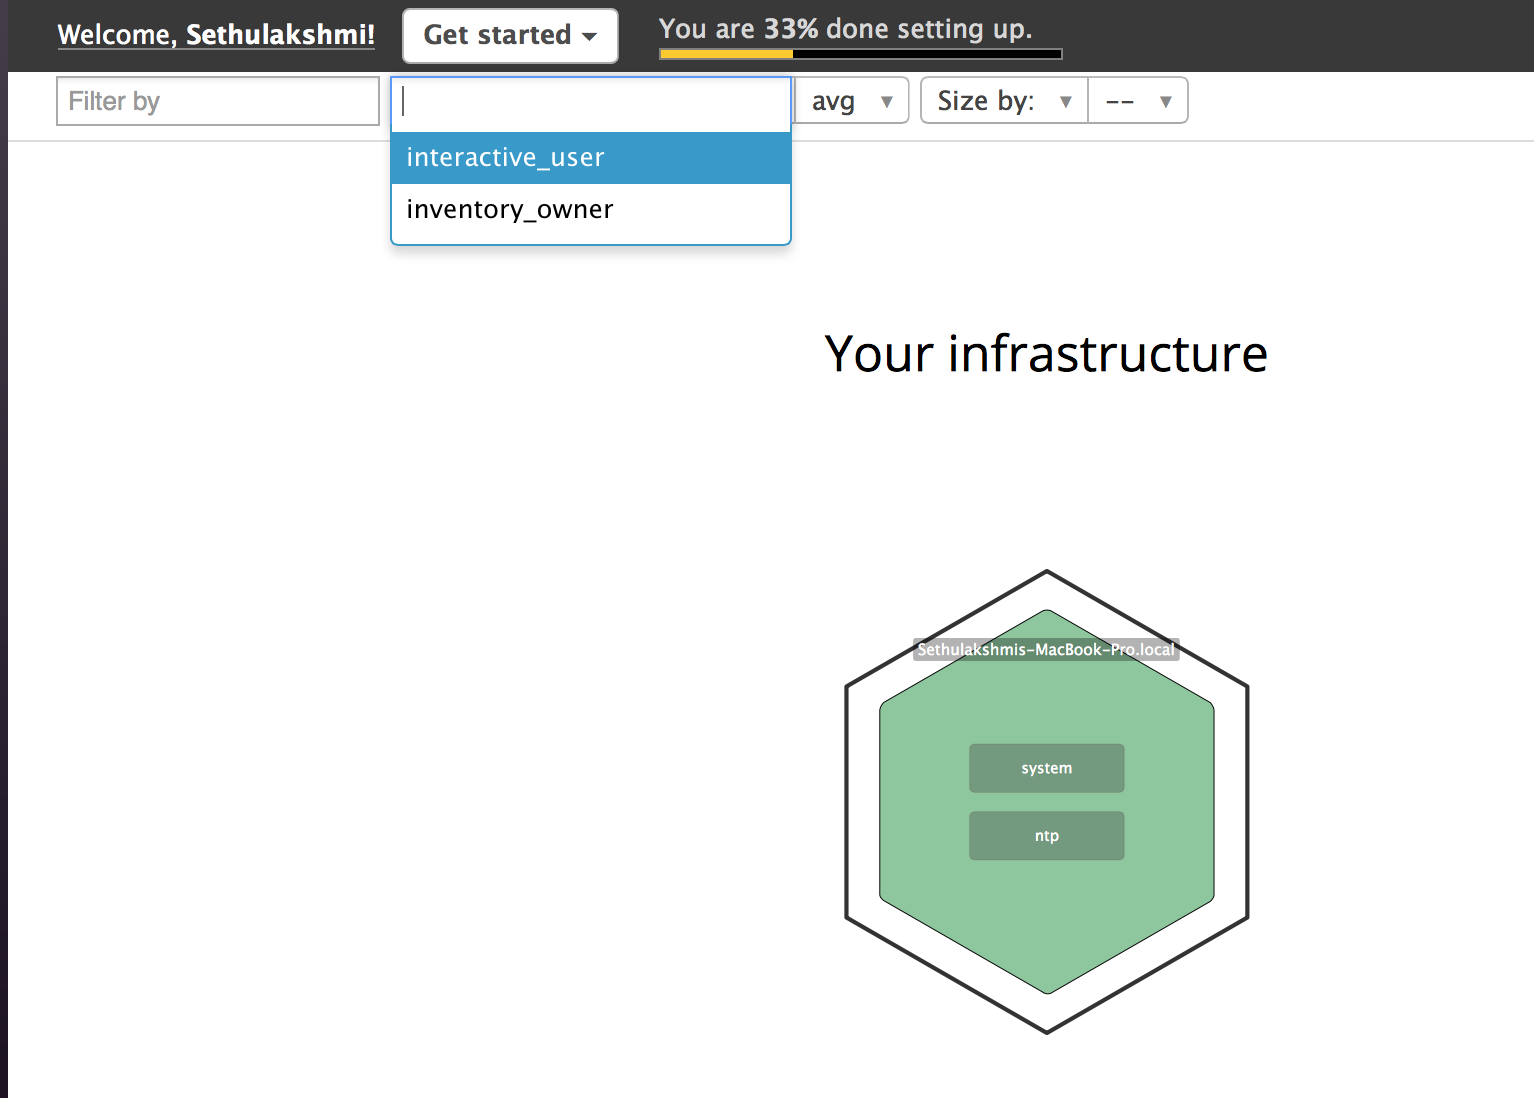 Welcome, Sethulakshmi!
Get started
You are 33% done setting up.
Filter by
avg
Size by:
--
interactive_user
inventory_owner
Your infrastructure
Sethulakshmis-MacBook-Pro.local
system
ntp